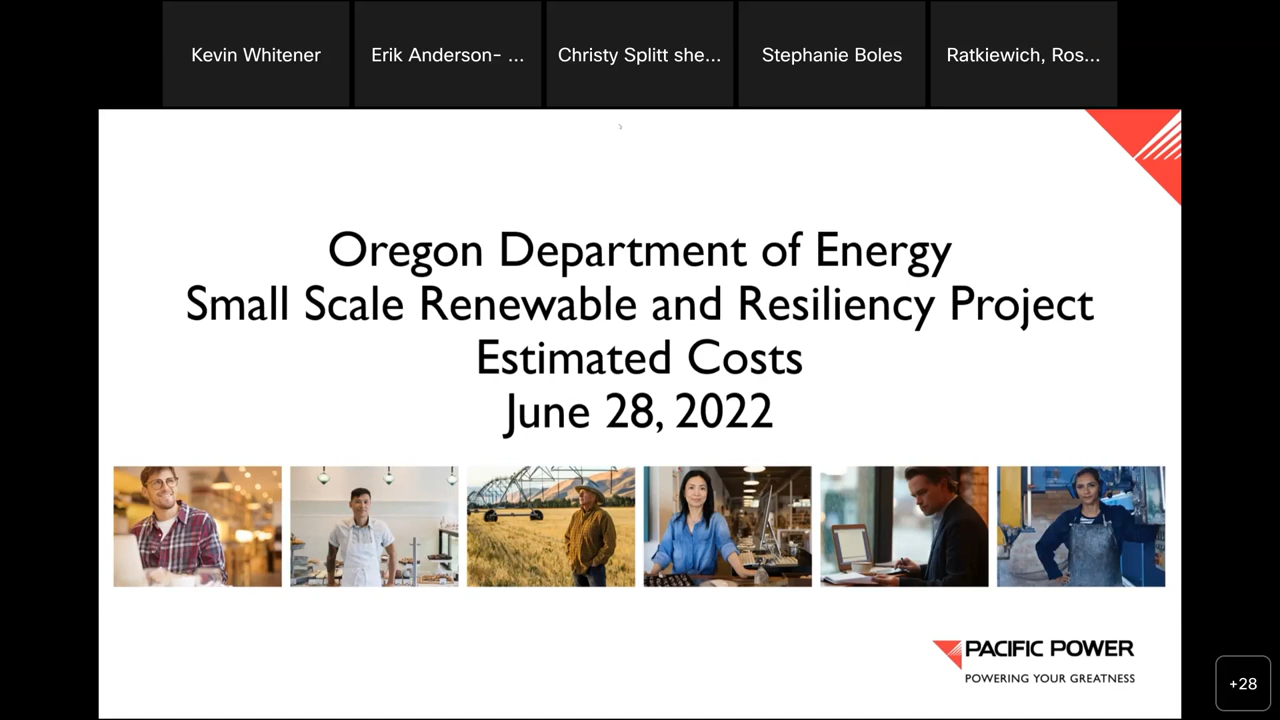 Kevin Whitener
Erik Anderson- ...
Christy Splitt she...
Stephanie Boles
Ratkiewich, Ros...
Oregon Department of Energy
Small Scale Renewable and Resiliency Project
Estimated Costs
June 28, 2022
PACIFIC POWER
POWERING YOUR GREATNESS
+28